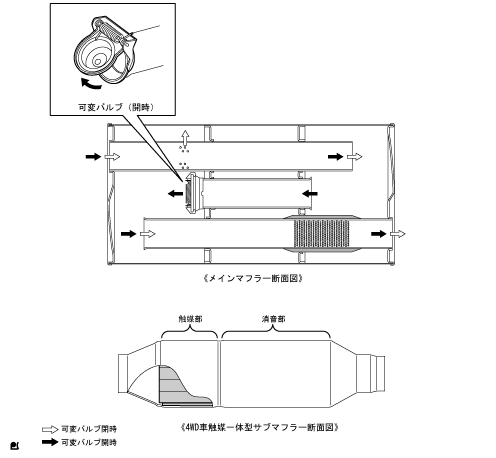 可変バルブ（開時）
《メインマフラー断面図》
触媒部
消音部
《4WD車触媒一体型サブマフラー断面図》
可変バルブ閉時
可変バルブ開時